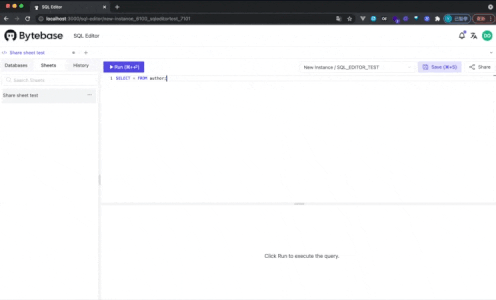 SQL Editor
localhost:3000/sql-editor/new-instance_6100_sqleditortest_7101
Bytebase SQL Editor
Share sheet test
Databases Sheets History
Run (⌘+⏎) New Instance / SQL_EDITOR_TEST Save (⌘+S) Share
Search Sheets
1 SELECT * FROM author;
Share sheet test
Click Run to execute the query.